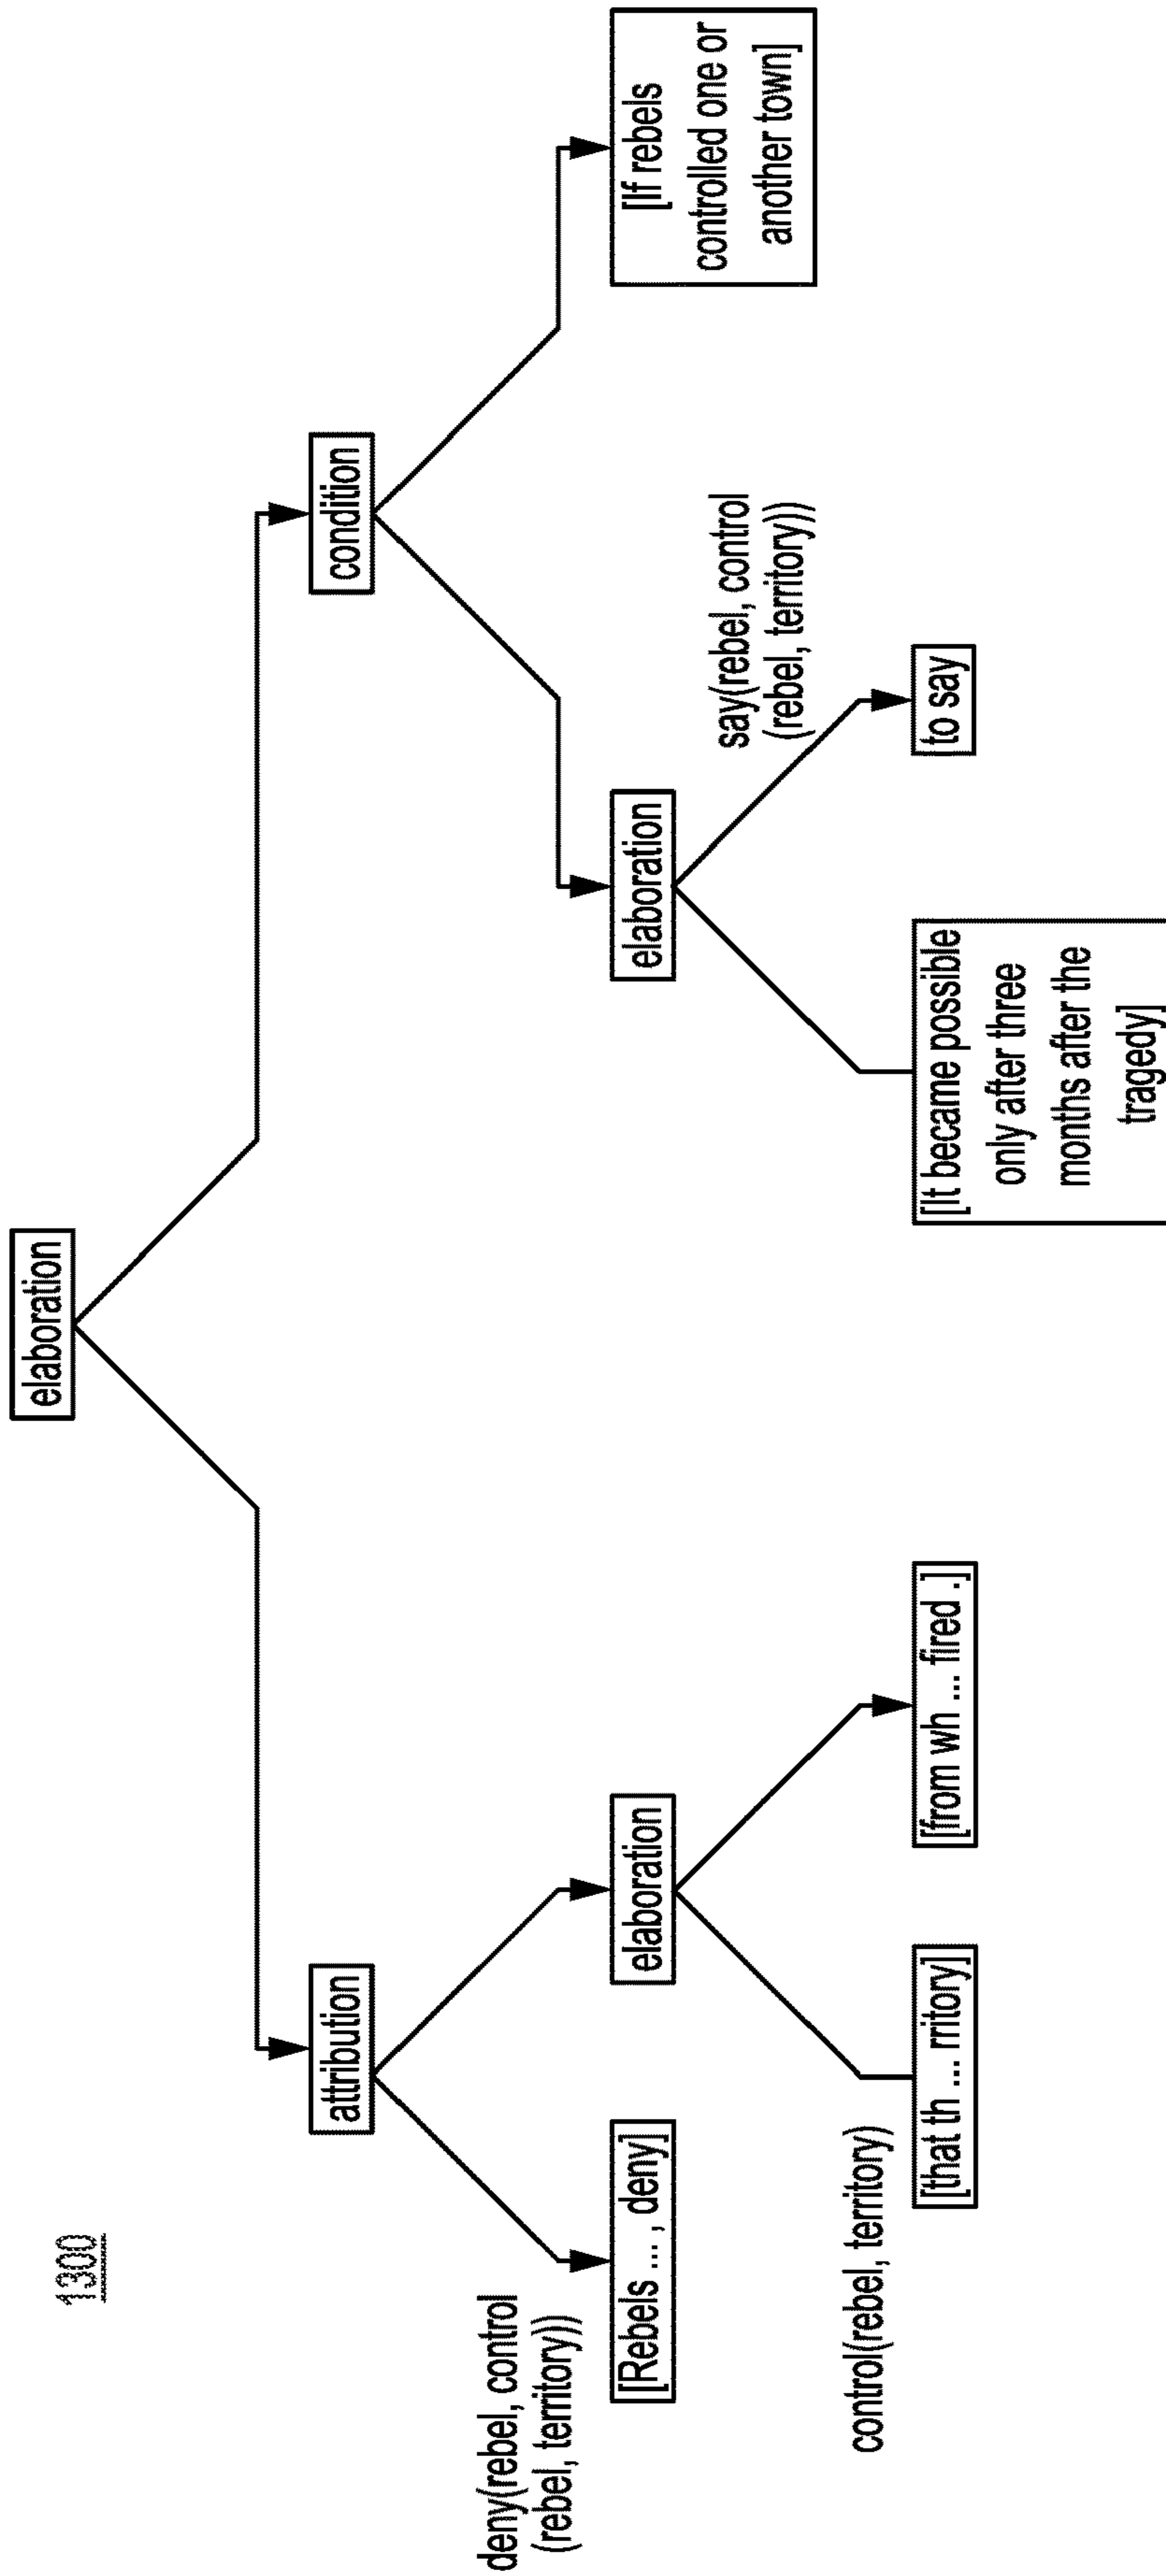 1300
elaboration
attribution
condition
deny(rebel, control
(rebel, territory))
[Rebels ... , deny]
elaboration
elaboration
[If rebels
controlled one or
another town]
control(rebel, territory)
say(rebel, control
(rebel, territory))
[that th ... rritory]
[from wh ... fired .]
[It became possible
only after three
months after the
tragedy]
[to say